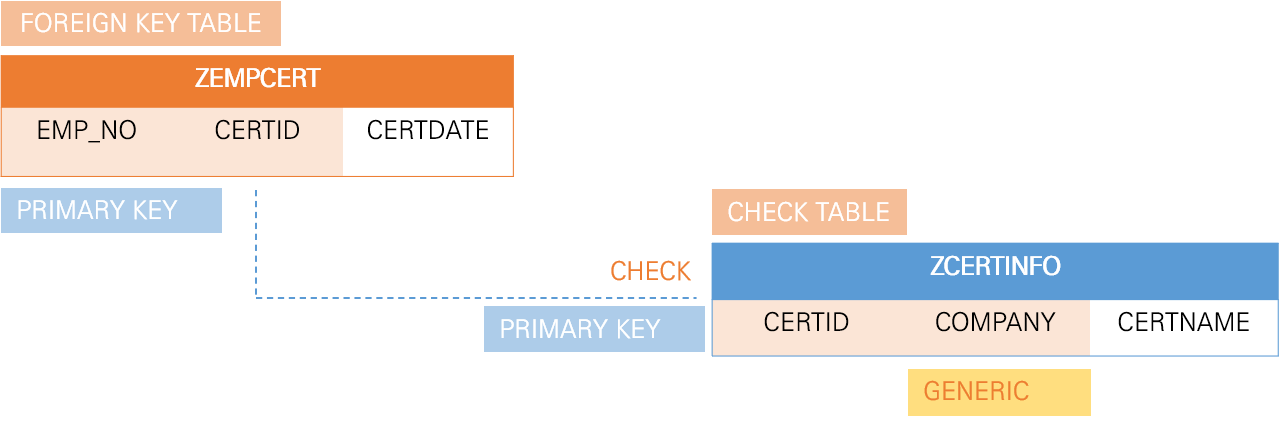 FOREIGN KEY TABLE
ZEMPCERT
EMP_NO CERTID CERTDATE
PRIMARY KEY
CHECK TABLE
CHECK
ZCERTINFO
PRIMARY KEY
CERTID COMPANY CERTNAME
GENERIC